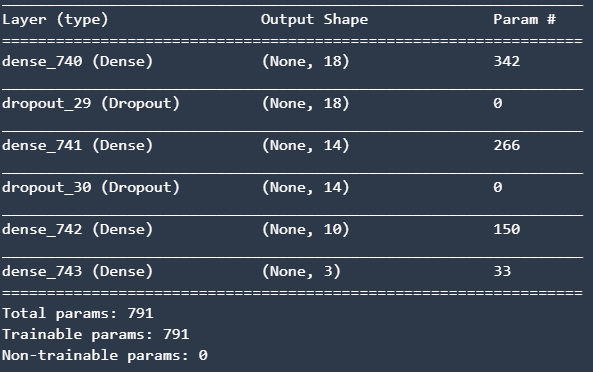 Layer (type) Output Shape Param #
=================================================================
dense_740 (Dense) (None, 18) 342
_________________________________________________________________
dropout_29 (Dropout) (None, 18) 0
_________________________________________________________________
dense_741 (Dense) (None, 14) 266
_________________________________________________________________
dropout_30 (Dropout) (None, 14) 0
_________________________________________________________________
dense_742 (Dense) (None, 10) 150
_________________________________________________________________
dense_743 (Dense) (None, 3) 33
=================================================================
Total params: 791
Trainable params: 791
Non-trainable params: 0